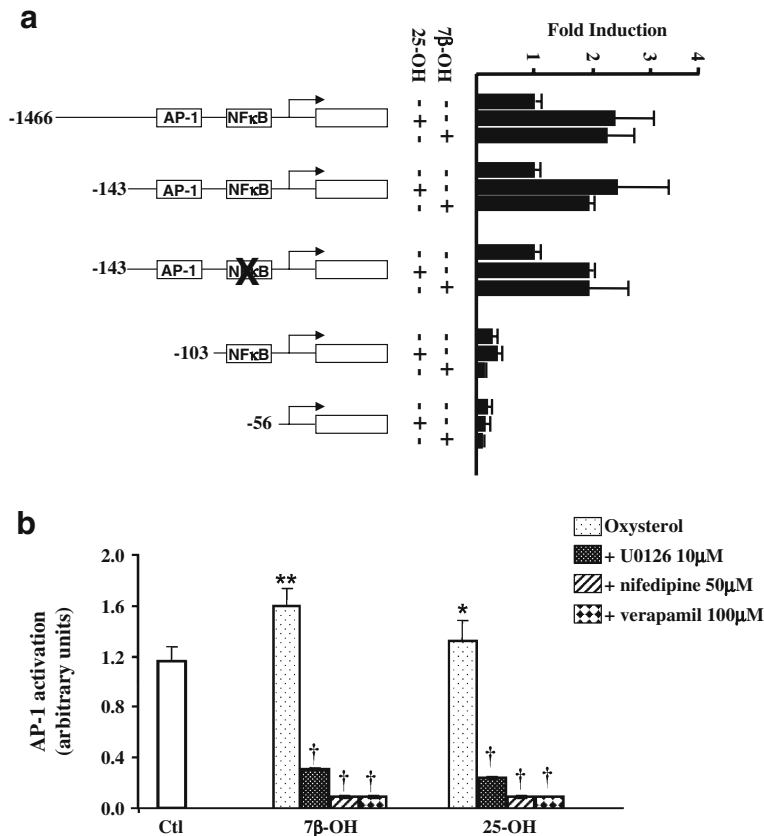 a
Fold Induction
25-OH
7β-OH
1 2 3 4
-1466 AP-1 NFκB - -
+ -
- +
-143 AP-1 NFκB - -
+ -
- +
-143 AP-1 NFκB X - -
+ -
- +
-103 NFκB - -
+ -
- +
-56 - -
+ -
- +
b
Oxysterol
+ U0126 10μM
+ nifedipine 50μM
+ verapamil 100μM
AP-1 activation
(arbitrary units)
2.0
1.6
1.2
0.4
0.0
**
*
† † †
† † †
Ctl 7β-OH 25-OH